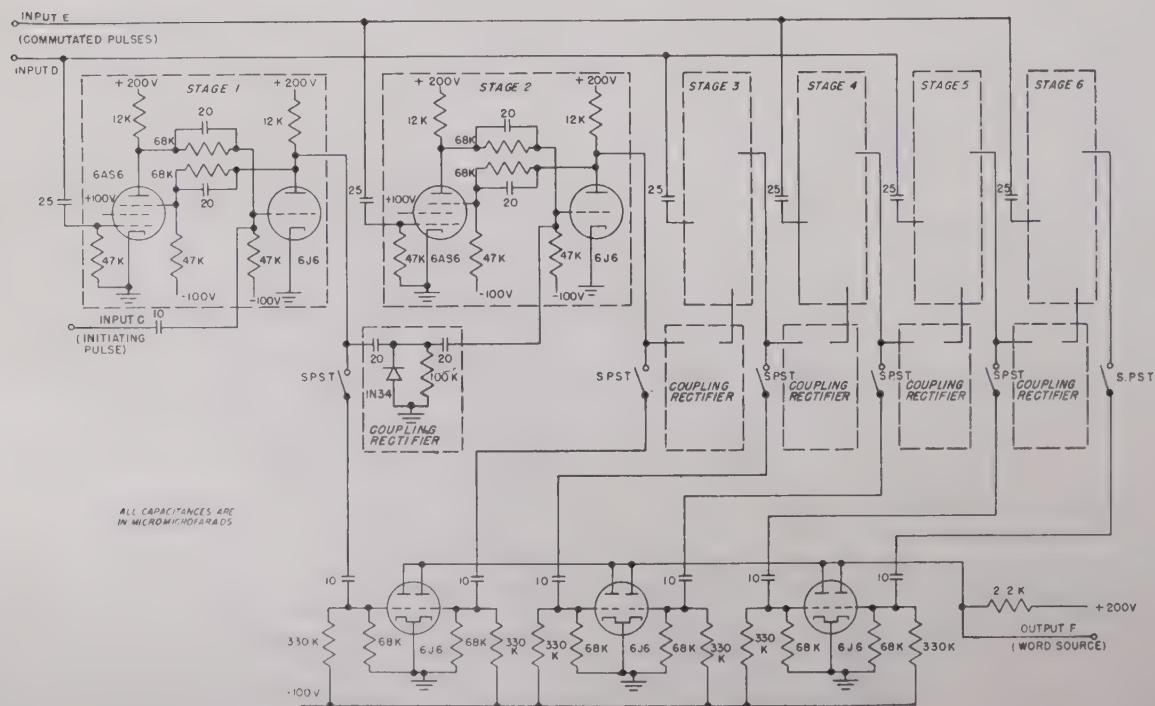 INPUT E
(COMMUTATED PULSES)
INPUT D
STAGE 1
STAGE 2
STAGE 3
STAGE 4
STAGE 5
STAGE 6
+200V
+200V
+200V
+200V
12K
20
12K
12K
20
12K
68K
68K
68K
68K
20
20
6AS6
+100V
25
+100V
25
25
25
25
25
47K
47K
47K
6J6
47K
6AS6
47K
47K
6J6
-100V
-100V
-100V
-100V
INPUT C
(INITIATING
PULSE)
10
SPST
20
20
1N34
100K
COUPLING
RECTIFIER
SPST
COUPLING
RECTIFIER
SPST
COUPLING
RECTIFIER
SPST
COUPLING
RECTIFIER
SPST
COUPLING
RECTIFIER
S.PST
ALL CAPACITANCES ARE
IN MICROMICROFARADS
10
10
10
10
10
10
2.2K
+200V
OUTPUT F
(WORD SOURCE)
330K
68K
6J6
68K
330
K
330
K
68K
6J6
68K
330
K
330
K
68K
6J6
68K
330K
-100V